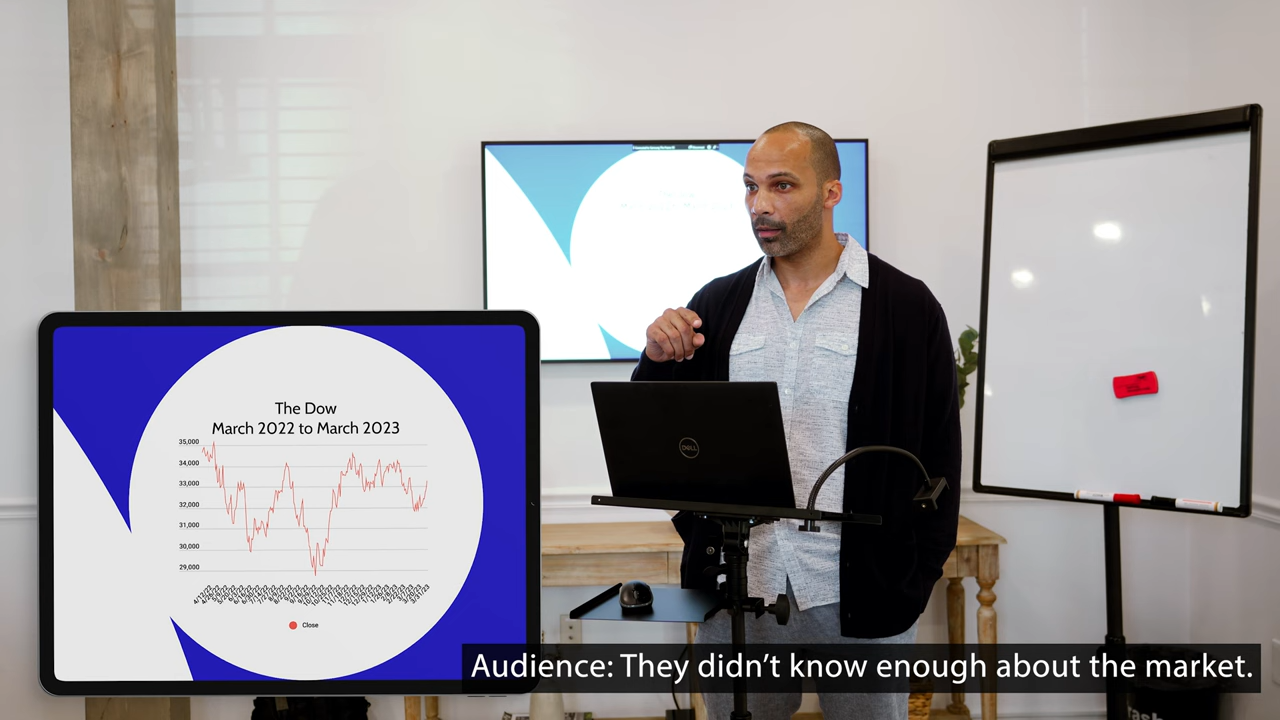 The Dow
March 2022 to March 2023
35,000
34,000
33,000
32,000
31,000
30,000
29,000
Close
DELL
Audience: They didn’t know enough about the market.